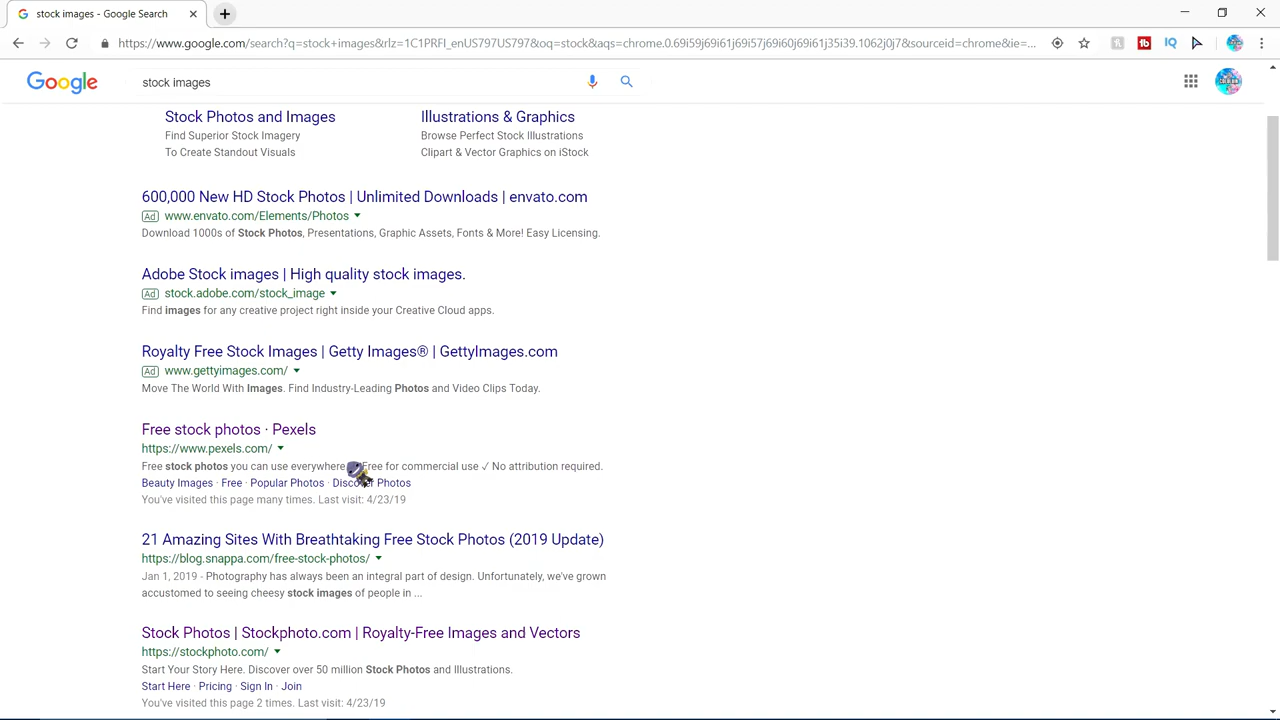 stock images - Google Search
https://www.google.com/search?q=stock+images&rlz=1C1PRFI_enUS797US797&oq=stock&aqs=chrome.0.69i59j69i61j69i57j69i60j69i61j35i39.1062j0j7&sourceid=chrome&ie=...
Google
stock images
Stock Photos and Images
Find Superior Stock Imagery
To Create Standout Visuals
Illustrations & Graphics
Browse Perfect Stock Illustrations
Clipart & Vector Graphics on iStock
600,000 New HD Stock Photos | Unlimited Downloads | envato.com
Ad www.envato.com/Elements/Photos
Download 1000s of Stock Photos, Presentations, Graphic Assets, Fonts & More! Easy Licensing.
Adobe Stock images | High quality stock images.
Ad stock.adobe.com/stock_image
Find images for any creative project right inside your Creative Cloud apps.
Royalty Free Stock Images | Getty Images® | GettyImages.com
Ad www.gettyimages.com/
Move The World With Images. Find Industry-Leading Photos and Video Clips Today.
Free stock photos · Pexels
https://www.pexels.com/
Free stock photos you can use everywhere. Free for commercial use ✓ No attribution required.
Beauty Images · Free · Popular Photos · Discover Photos
You've visited this page many times. Last visit: 4/23/19
21 Amazing Sites With Breathtaking Free Stock Photos (2019 Update)
https://blog.snappa.com/free-stock-photos/
Jan 1, 2019 - Photography has always been an integral part of design. Unfortunately, we've grown
accustomed to seeing cheesy stock images of people in ...
Stock Photos | Stockphoto.com | Royalty-Free Images and Vectors
https://stockphoto.com/
Start Your Story Here. Discover over 50 million Stock Photos and Illustrations.
Start Here · Pricing · Sign In · Join
You've visited this page 2 times. Last visit: 4/23/19